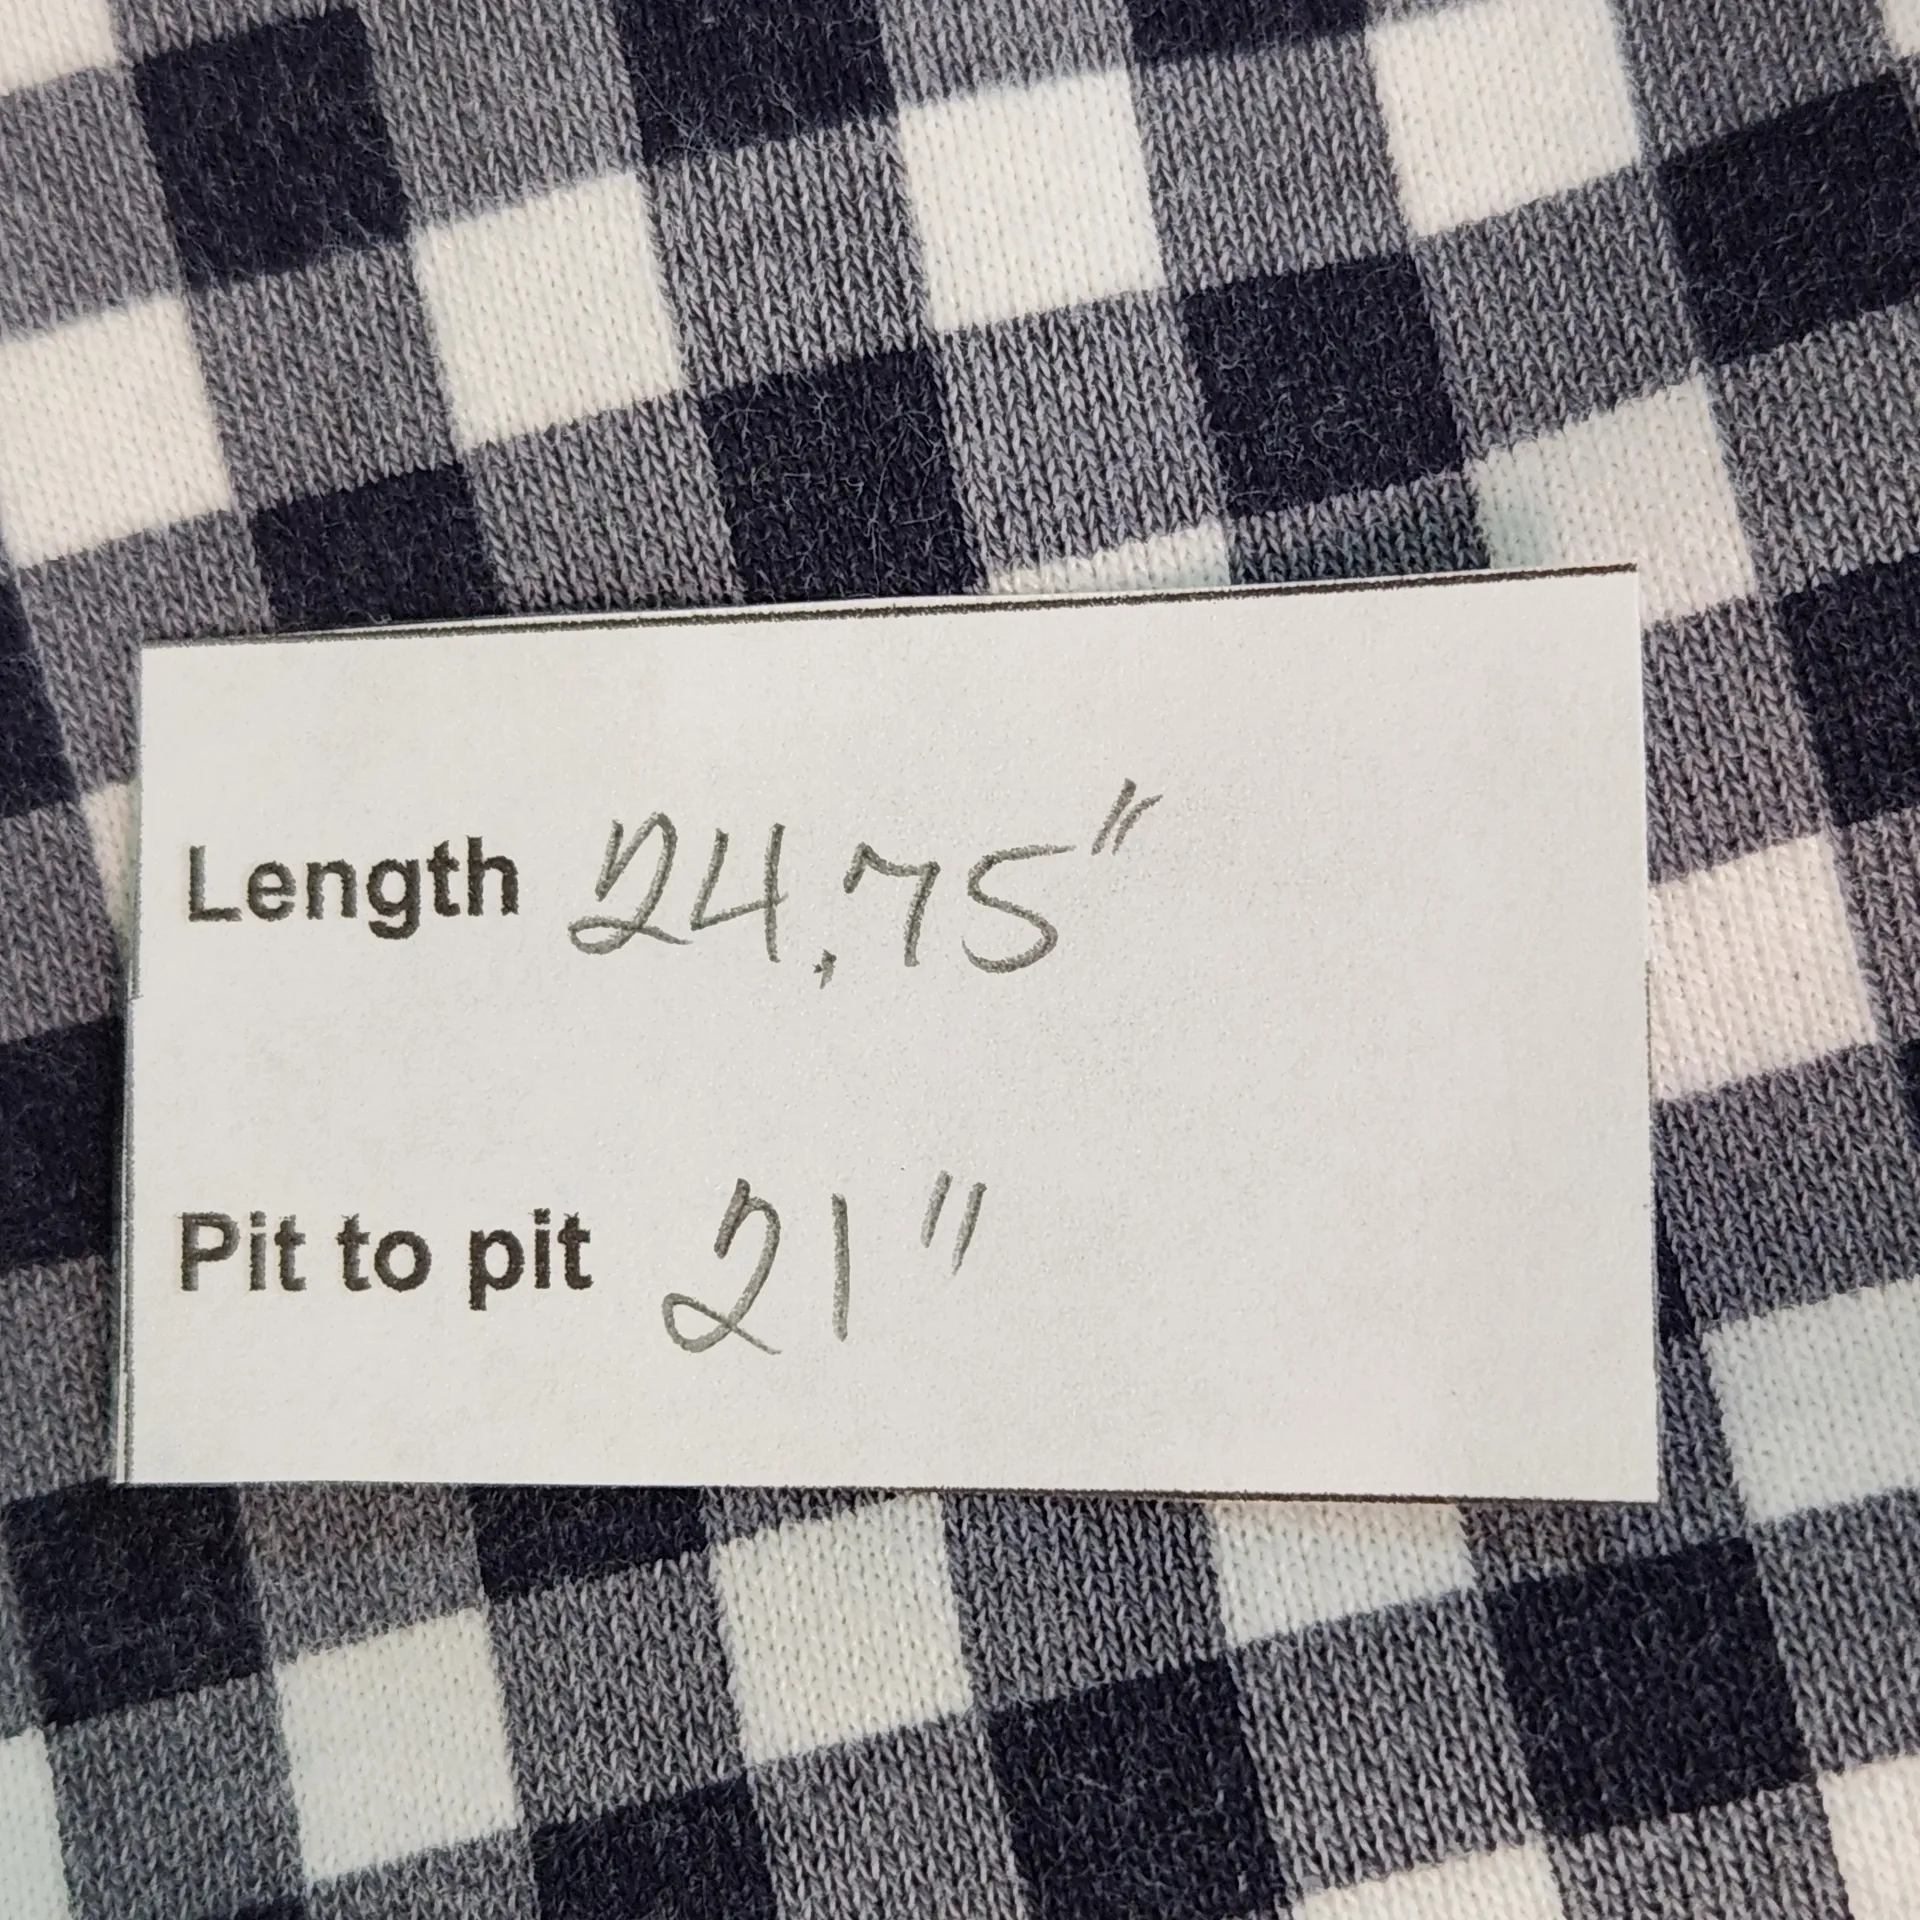 Length 24.75"
Pit to pit 21"